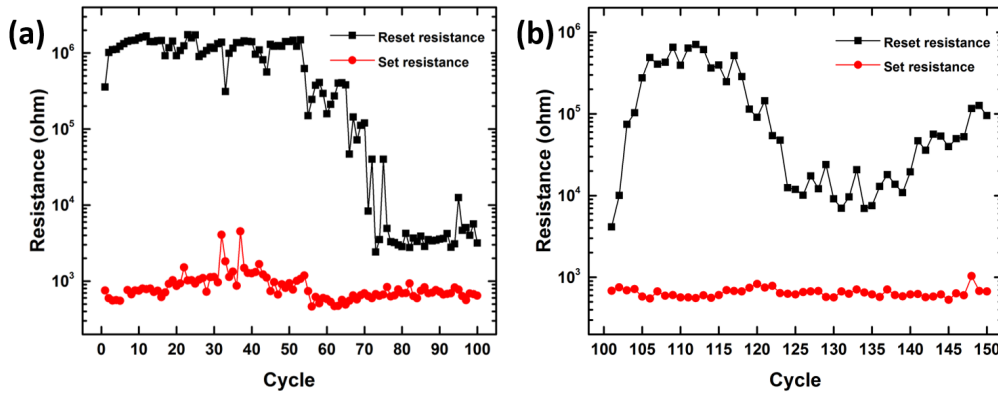 (a)
Resistance (ohm)
10^6
10^5
10^4
10^3
Reset resistance
Set resistance
0 10 20 30 40 50 60 70 80 90 100
Cycle
(b)
Resistance (ohm)
10^6
10^5
10^4
10^3
Reset resistance
Set resistance
100 105 110 115 120 125 130 135 140 145 150
Cycle